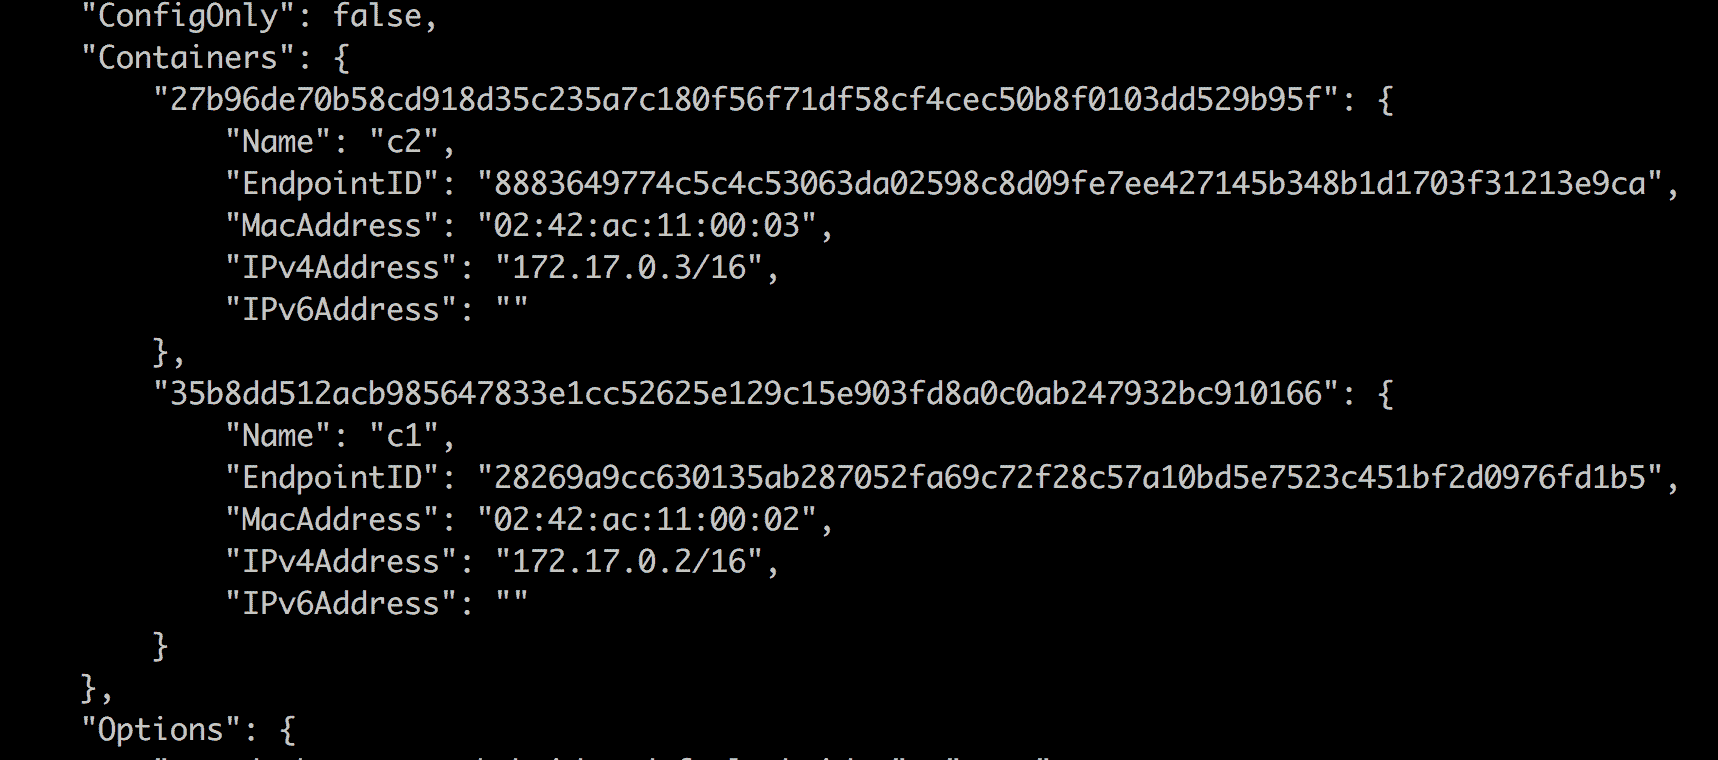 "ConfigOnly": false,
"Containers": {
"27b96de70b58cd918d35c235a7c180f56f71df58cf4cec50b8f0103dd529b95f": {
"Name": "c2",
"EndpointID": "8883649774c5c4c53063da02598c8d09fe7ee427145b348b1d1703f31213e9ca",
"MacAddress": "02:42:ac:11:00:03",
"IPv4Address": "172.17.0.3/16",
"IPv6Address": ""
},
"35b8dd512acb985647833e1cc52625e129c15e903fd8a0c0ab247932bc910166": {
"Name": "c1",
"EndpointID": "28269a9cc630135ab287052fa69c72f28c57a10bd5e7523c451bf2d0976fd1b5",
"MacAddress": "02:42:ac:11:00:02",
"IPv4Address": "172.17.0.2/16",
"IPv6Address": ""
}
},
"Options": {